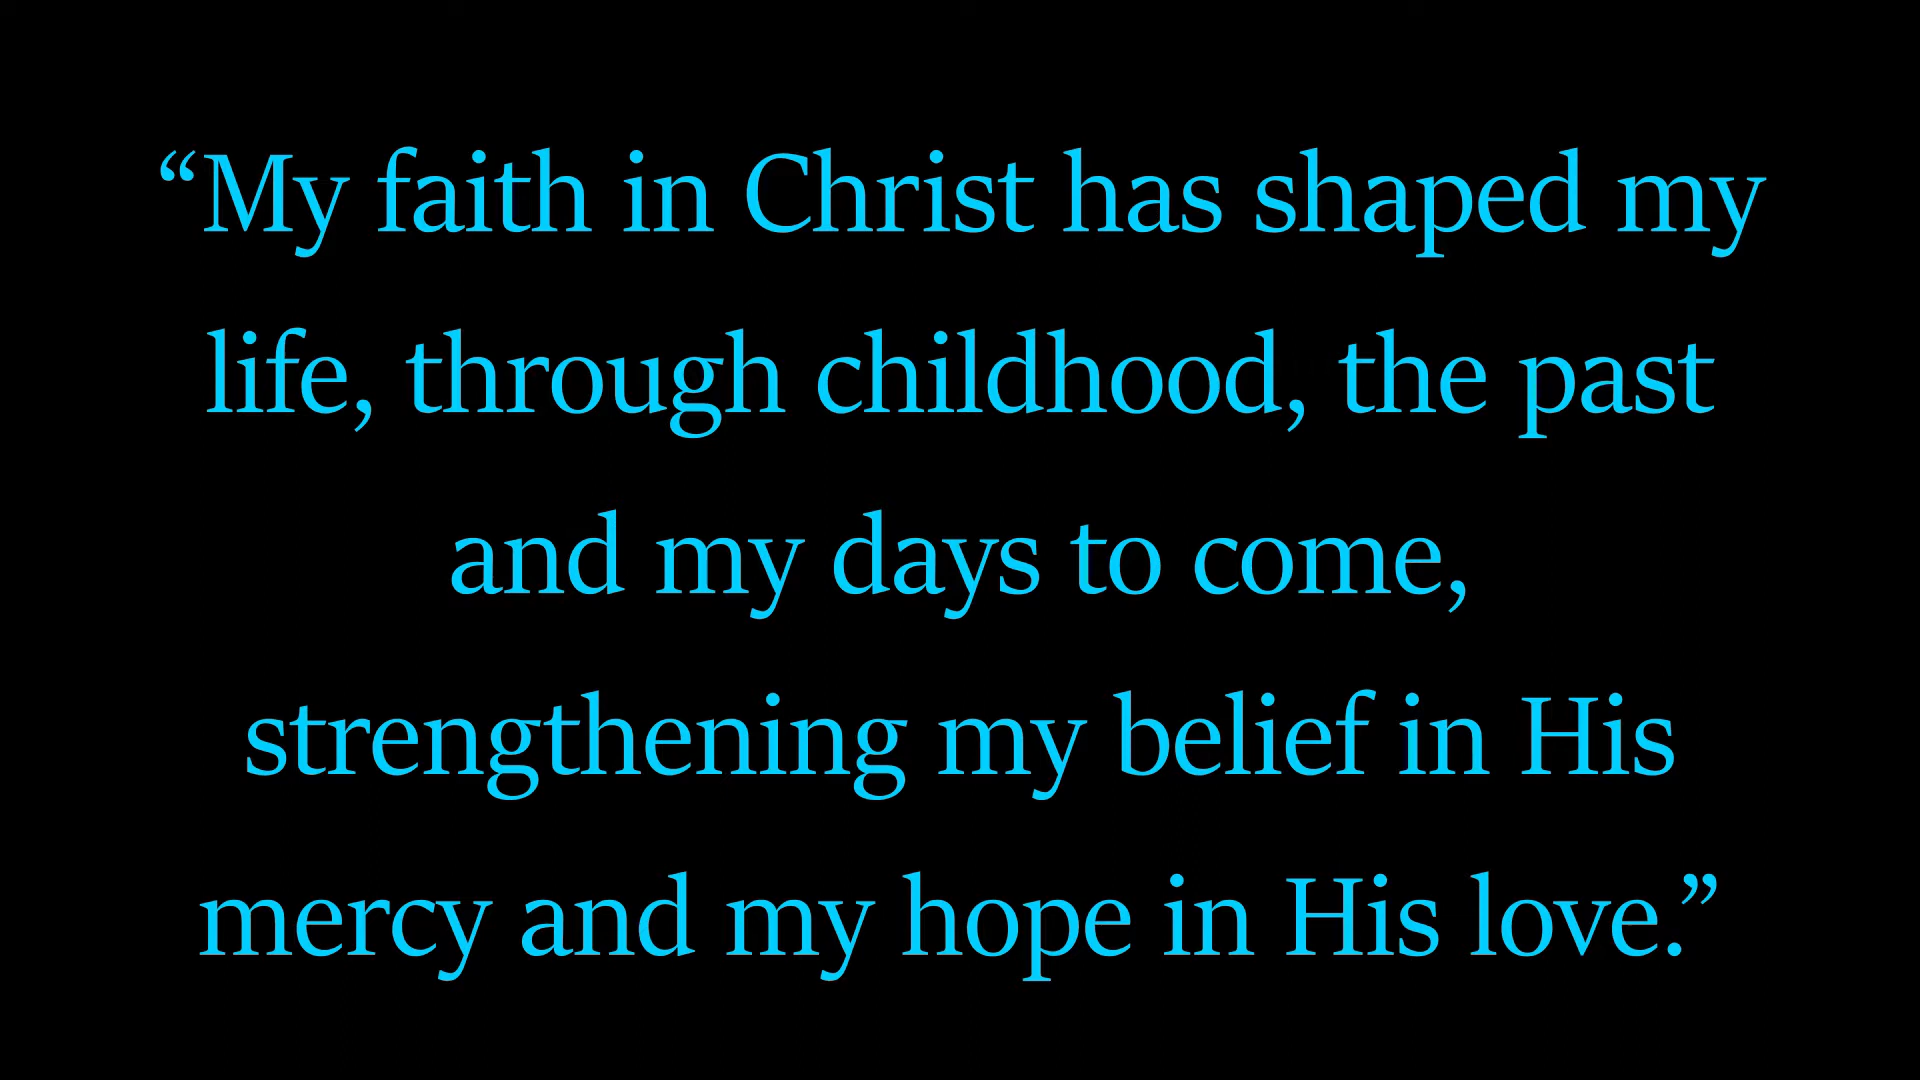 “My faith in Christ has shaped my
life, through childhood, the past
and my days to come,
strengthening my belief in His
mercy and my hope in His love.”